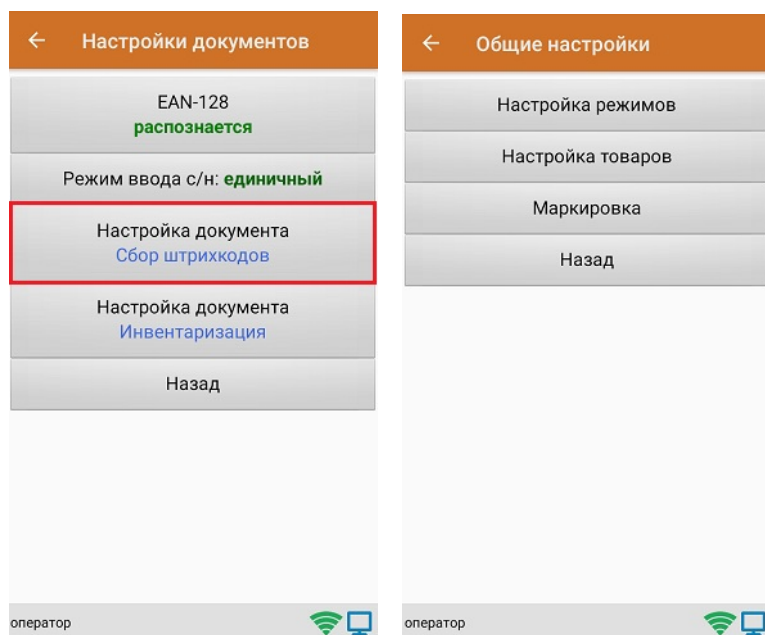 Настройки документов
EAN-128
распознается
Режим ввода с/н: единичный
Настройка документа
Сбор штрихкодов
Настройка документа
Инвентаризация
Назад
оператор
Общие настройки
Настройка режимов
Настройка товаров
Маркировка
Назад
оператор